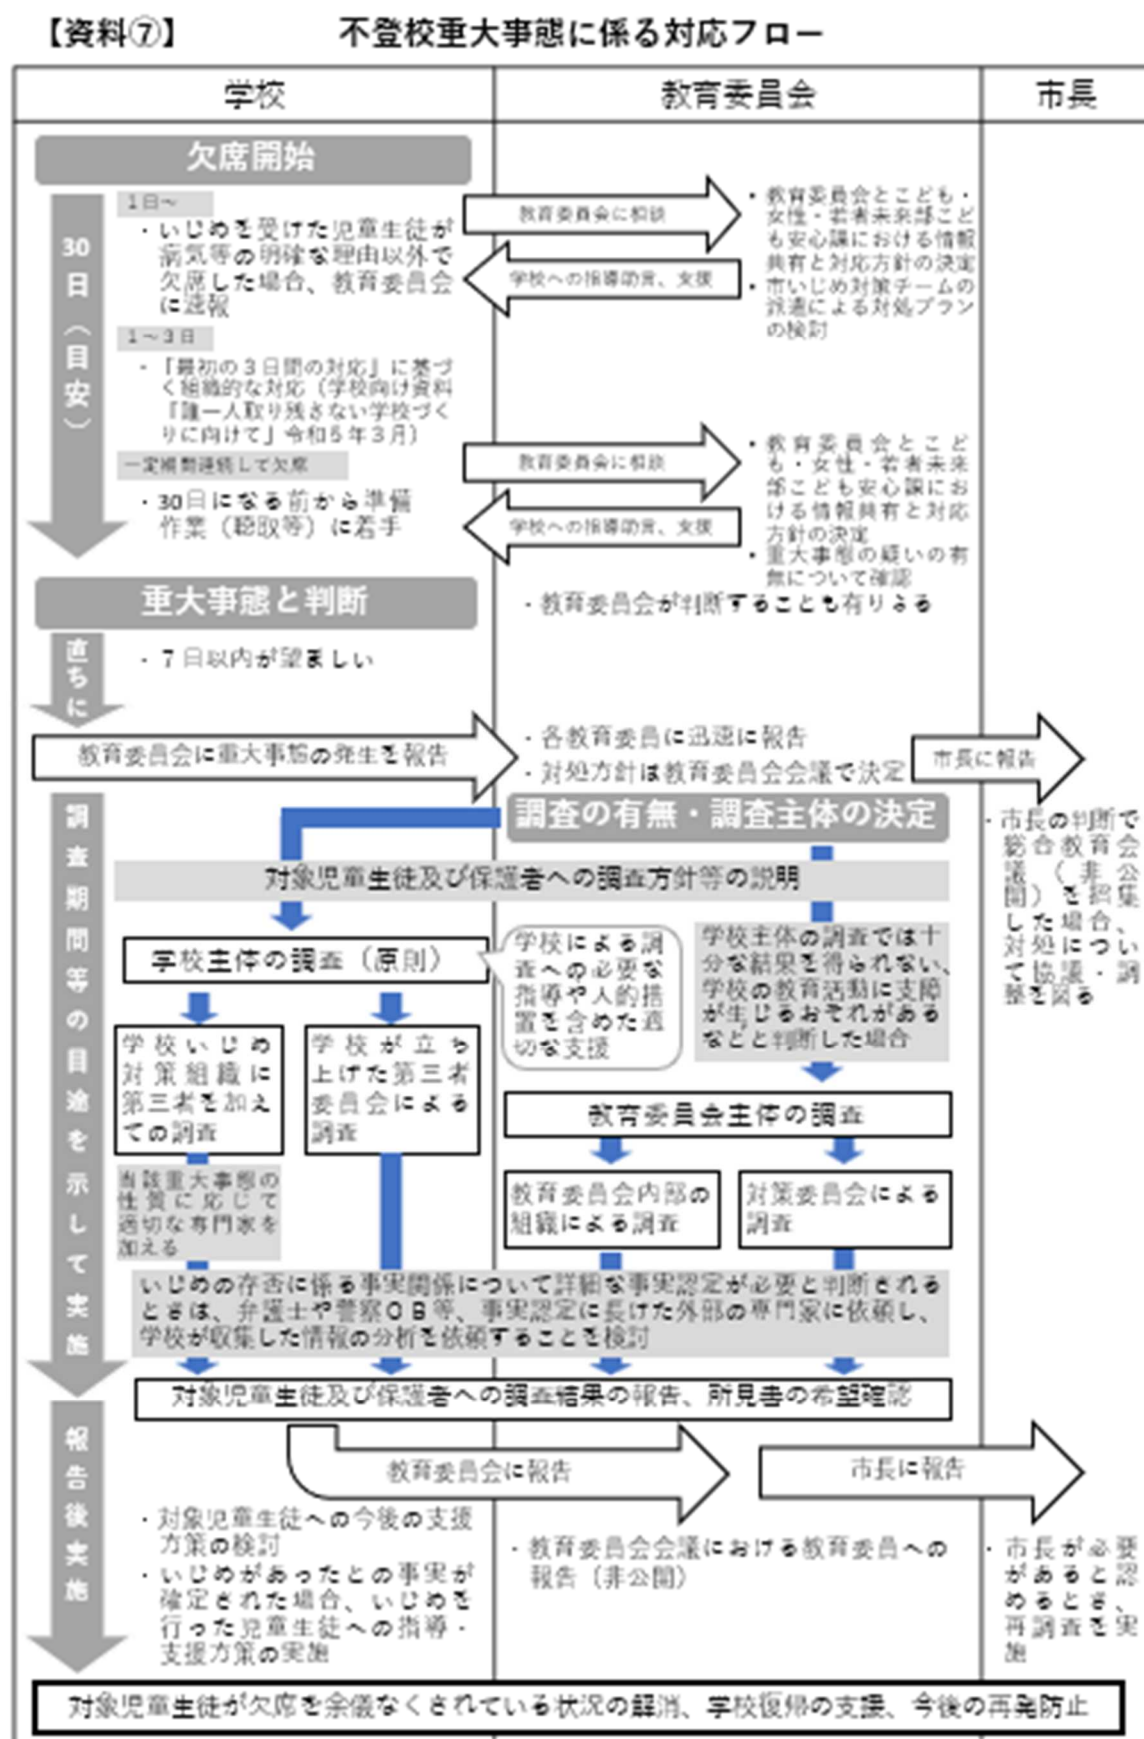 【資料⑦】 不登校重大事態に係る対応フロー
学校 教育委員会 市長
欠席開始
30日（目安）
1日～
・いじめを受けた児童生徒が
病気等の明確な理由以外で
欠席した場合、教育委員会
に速報
教育委員会に相談
学校への指導助言、支援
・教育委員会とこども・
女性・若者未来部こど
も安心課における情報
共有と対応方針の決定
・市いじめ対策チームの
派遣による対処プラン
の検討
1～3日
・「最初の3日間の対応」に基づ
く組織的な対応（学校向け資料
『誰一人取り残さない学校づく
りに向けて』令和5年3月）
一定期間連続して欠席
・30日になる前から準備
作業（聴取等）に着手
教育委員会に相談
学校への指導助言、支援
・教育委員会とこど
も・女性・若者未来
部こども安心課にお
ける情報共有と対応
方針の決定
・重大事態の疑いの有
無について確認
重大事態と判断
・教育委員会が判断することも有りうる
直ちに
・7日以内が望ましい
教育委員会に重大事態の発生を報告
・各教育委員に迅速に報告
・対処方針は教育委員会会議で決定
市長に報告
・市長の判断で
総合教育会
議（非公
開）を招集
した場合、
対処につい
て協議・調
整を図る
調査期間等の目途を示して実施
調査の有無・調査主体の決定
対象児童生徒及び保護者への調査方針等の説明
学校主体の調査（原則）
学校による調
査への必要な
指導や人的措
置を含めた適
切な支援
学校主体の調査では十
分な結果を得られない、
学校の教育活動に支障
が生じるおそれがある
などと判断した場合
学校いじめ
対策組織に
第三者を加え
ての調査
学校が立ち
上げた第三者
委員会による
調査
教育委員会主体の調査
当該重大事態の
性質に応じて
適切な専門家を
加える
教育委員会内部の
組織による調査
対策委員会による
調査
いじめの存否に係る事実関係について詳細な事実認定が必要と判断される
ときは、弁護士や警察OB等、事実認定に長けた外部の専門家に依頼し、
学校が収集した情報の分析を依頼することを検討
対象児童生徒及び保護者への調査結果の報告、所見書の希望確認
報告後実施
教育委員会に報告
市長に報告
・対象児童生徒への今後の支援
方策の検討
・いじめがあったとの事実が
確定された場合、いじめを
行った児童生徒への指導・
支援方策の実施
・教育委員会会議における教育委員への
報告（非公開）
・市長が必要
があると認
めるとき、
再調査を実
施
対象児童生徒が欠席を余儀なくされている状況の解消、学校復帰の支援、今後の再発防止